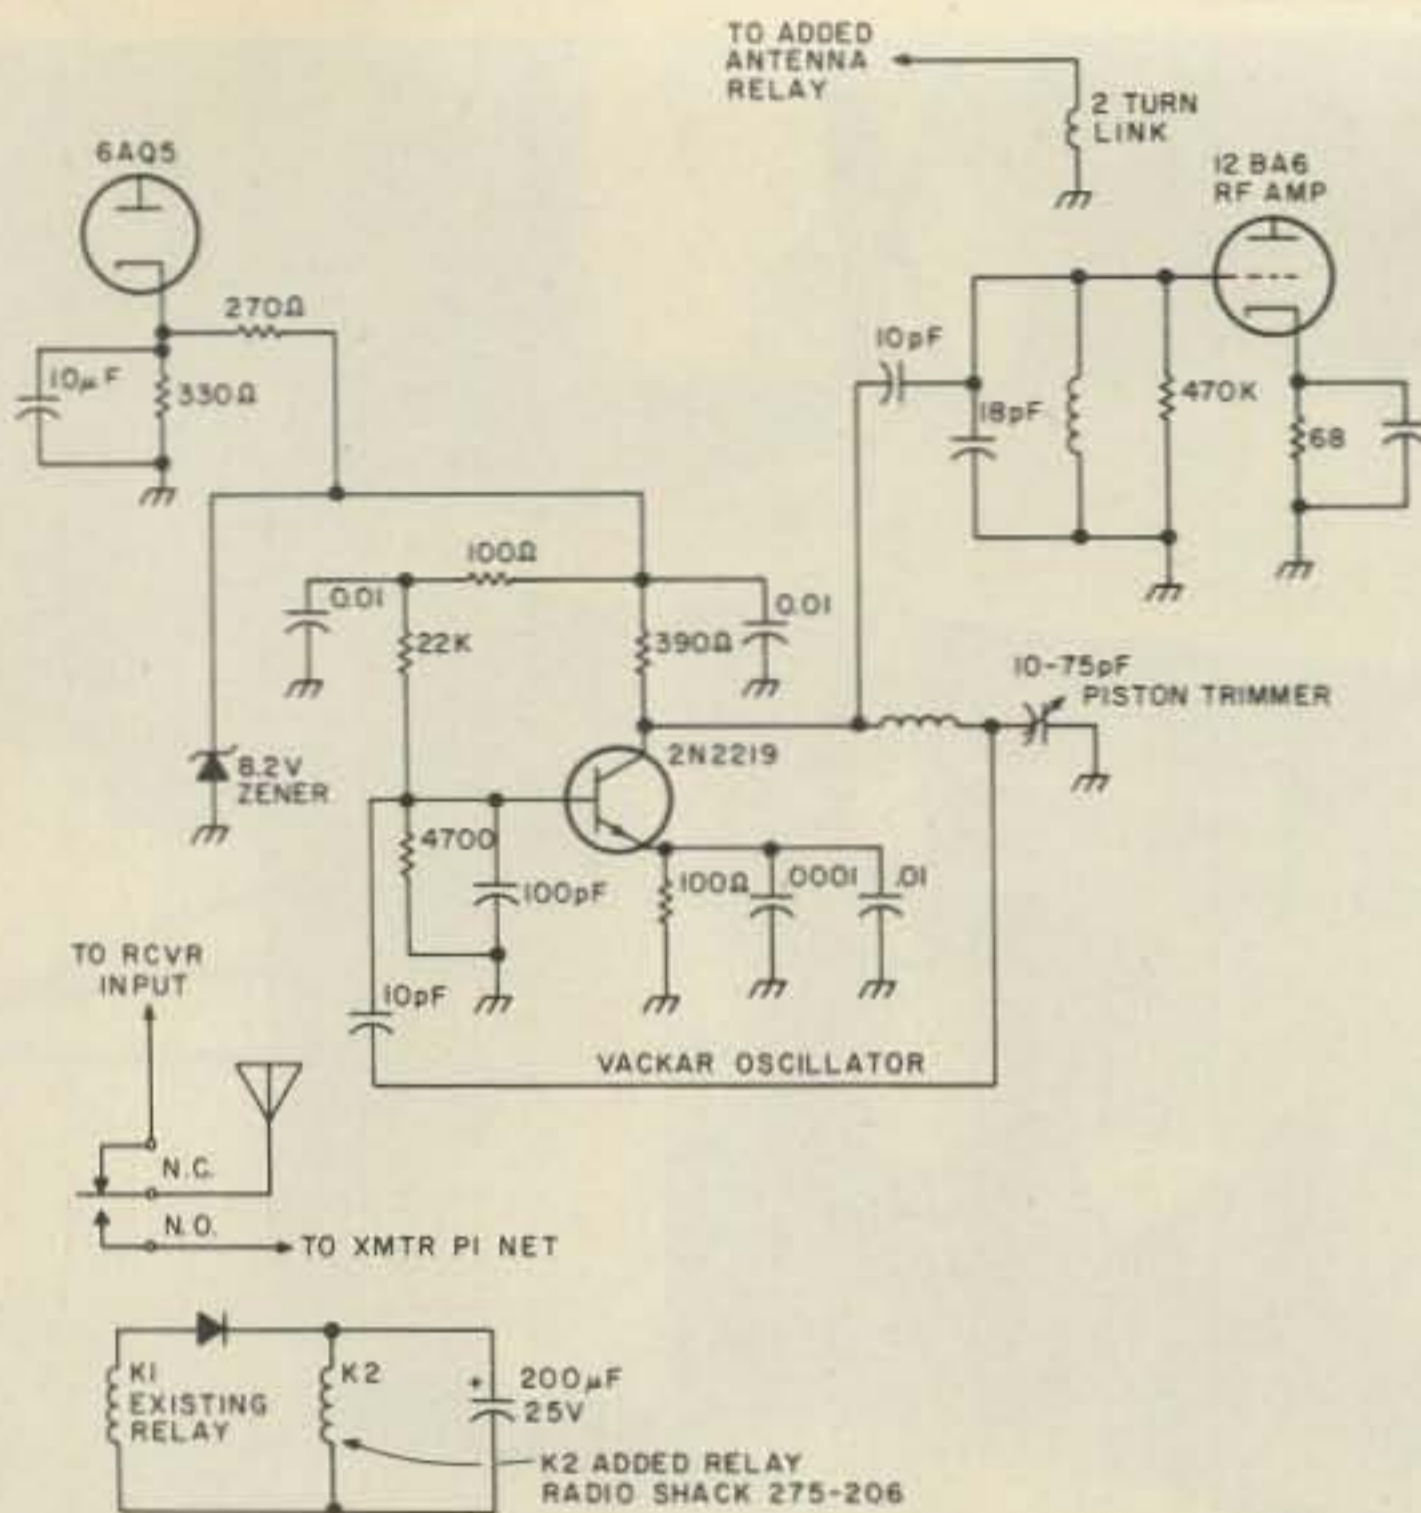 TO ADDED
ANTENNA
RELAY
2 TURN
LINK
6AQ5
12 BA6
RF AMP
270Ω
10µF
330Ω
10pF
18pF
470K
68
100Ω
0.01
0.01
22K
390Ω
10-75pF
PISTON TRIMMER
8.2V
ZENER
2N2219
4700
100pF
100Ω
.0001
.01
TO RCVR
INPUT
10pF
VACKAR OSCILLATOR
N.C.
N.O.
TO XMTR PI NET
K1
EXISTING
RELAY
K2
+
200µF
25V
K2 ADDED RELAY
RADIO SHACK 275-206